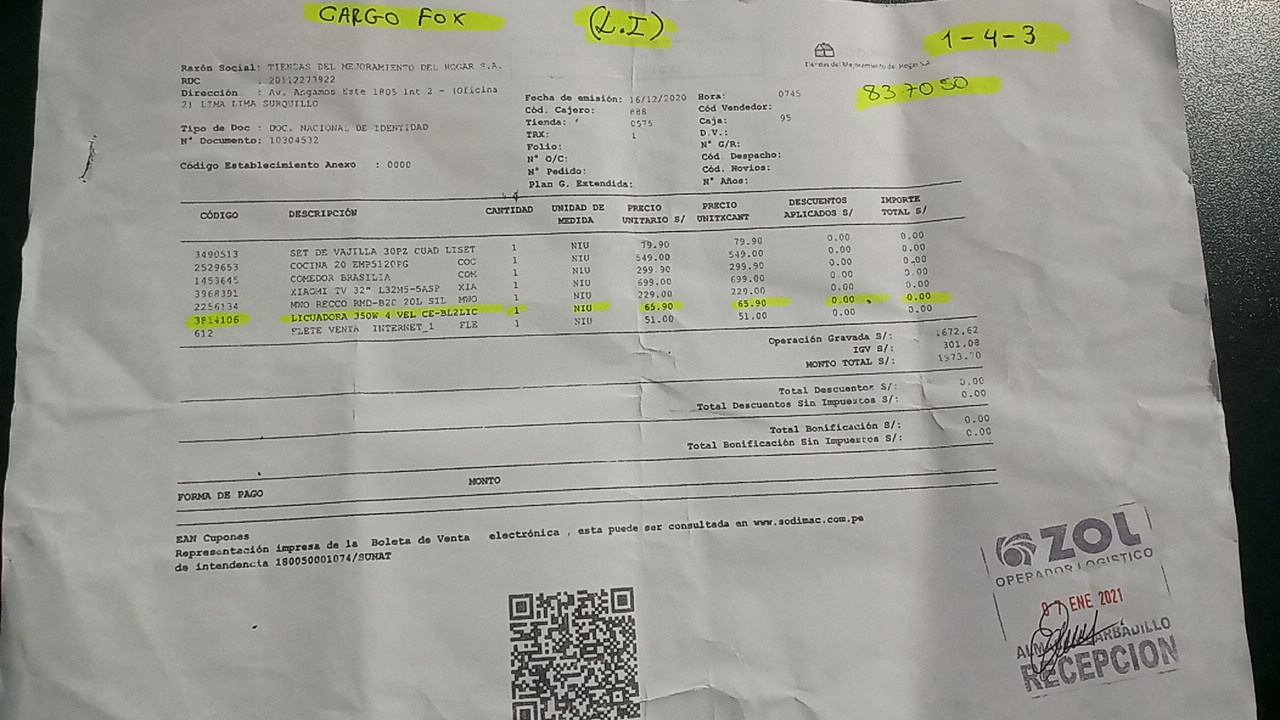 CARGO FOX
(L.I)
1-4-3
837050
Tiendas del Mejoramiento del Hogar S.A
Razón Social: TIENDAS DEL MEJORAMIENTO DEL HOGAR S.A.
RDC : 20112273922
Dirección : Av. Angamos Este 1805 Int 2 - (Oficina
2) LIMA LIMA SURQUILLO
Tipo de Doc : DOC. NACIONAL DE IDENTIDAD
N° Documento: 10304532
Código Establecimiento Anexo : 0000
Fecha de emisión: 16/12/2020
Cód. Cajero: 888
Tienda: 0575
TRX: 1
Folio:
N° O/C:
N° Pedido:
Plan G. Extendida:
Hora: 0745
Cód Vendedor:
Caja: 95
D.V.:
N° G/R:
Cód. Despacho:
Cód. Novios:
N° Años:
CÓDIGO DESCRIPCIÓN CANTIDAD UNIDAD DE MEDIDA PRECIO UNITARIO S/ PRECIO UNITXCANT DESCUENTOS APLICADOS S/ IMPORTE TOTAL S/
3490513 SET DE VAJILLA 30PZ CUAD LISET 1 NIU 79.90 79.90 0.00 0.00
2529653 COCINA 20 EMP5120PG COC 1 NIU 549.00 549.00 0.00 0.00
1453645 COMEDOR BRASILIA COM 1 NIU 299.90 299.90 0.00 0.00
3968391 XIAOMI TV 32" L32M5-5ASP XIA 1 NIU 699.00 699.00 0.00 0.00
2256134 MNO RECCO RMD-B20 20L SIL MNO 1 NIU 229.00 229.00 0.00 0.00
3814106 LICUADORA 350W 4 VEL CE-BL2LIC 1 NIU 65.90 65.90 0.00 0.00
612 FLETE VENTA INTERNET_1 FLE 1 NIU 51.00 51.00 0.00 0.00
Operación Gravada S/: 1672.62
IGV S/: 301.08
MONTO TOTAL S/: 1973.70
Total Descuentos S/: 0.00
Total Descuentos Sin Impuestos S/: 0.00
Total Bonificación S/: 0.00
Total Bonificación Sin Impuestos S/: 0.00
FORMA DE PAGO MONTO
EAN Cupones
Representación impresa de la Boleta de Venta electrónica , esta puede ser consultada en www.sodimac.com.pe
de intendencia 180050001074/SUNAT
ZOL
OPERADOR LOGISTICO
07 ENE 2021
RECEPCION